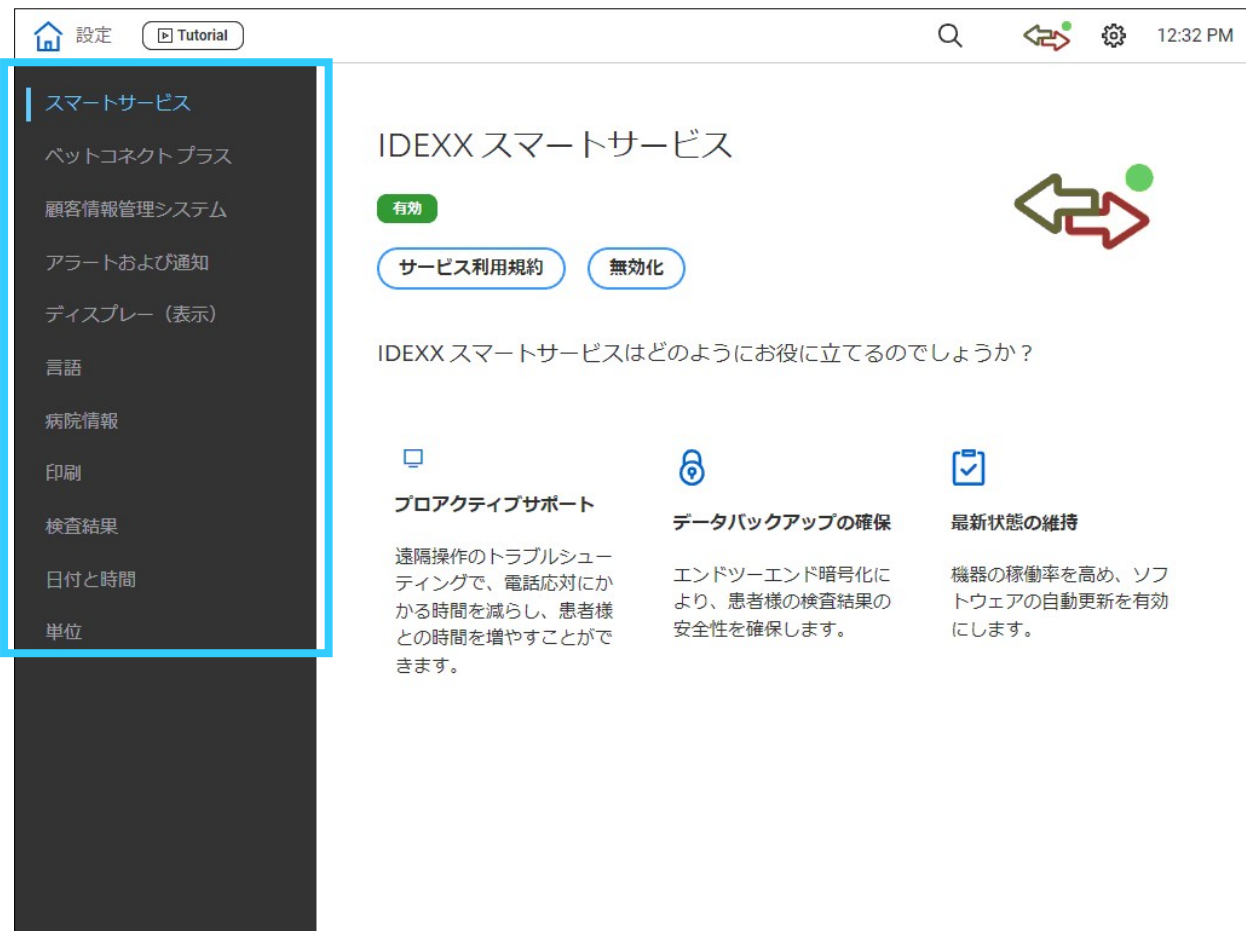 設定
Tutorial
12:32 PM
スマートサービス
ベットコネクト プラス
顧客情報管理システム
アラートおよび通知
ディスプレー（表示）
言語
病院情報
印刷
検査結果
日付と時間
単位
IDEXX スマートサービス
有効
サービス利用規約
無効化
IDEXX スマートサービスはどのようにお役に立てるのでしょうか？
プロアクティブサポート
遠隔操作のトラブルシュー
ティングで、電話応対にか
かる時間を減らし、患者様
との時間を増やすことがで
きます。
データバックアップの確保
エンドツーエンド暗号化に
より、患者様の検査結果の
安全性を確保します。
最新状態の維持
機器の稼働率を高め、ソフ
トウェアの自動更新を有効
にします。